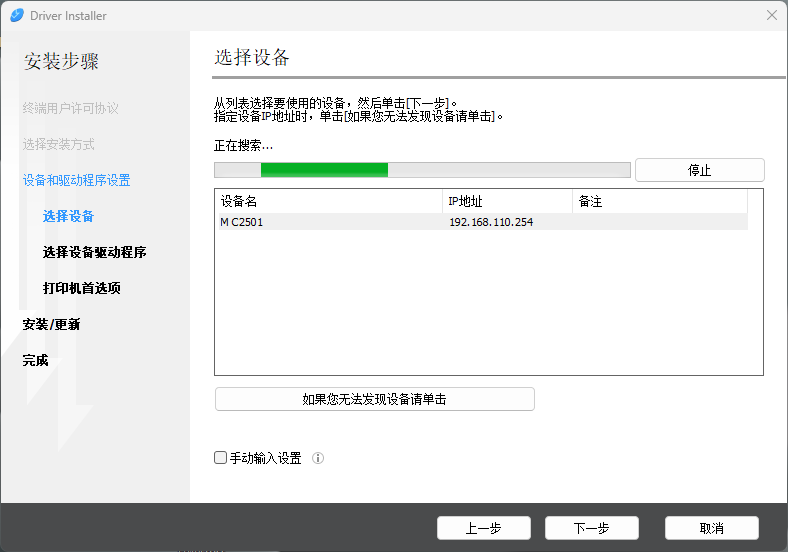 Driver Installer
安装步骤
终端用户许可协议
选择安装方式
设备和驱动程序设置
选择设备
选择设备驱动程序
打印机首选项
安装/更新
完成
选择设备
从列表选择要使用的设备，然后单击[下一步]。
指定设备IP地址时，单击[如果您无法发现设备请单击]。
正在搜索...
停止
设备名 IP地址 备注
M C2501 192.168.110.254
如果您无法发现设备请单击
手动输入设置
上一步 下一步 取消